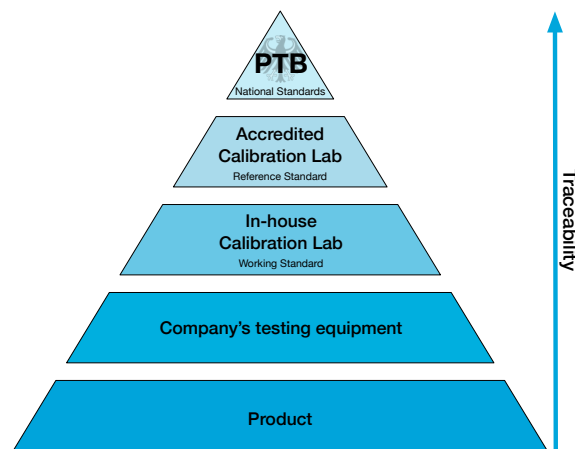 PTB
National Standards
Accredited
Calibration Lab
Reference Standard
In-house
Calibration Lab
Working Standard
Company’s testing equipment
Product
Traceability